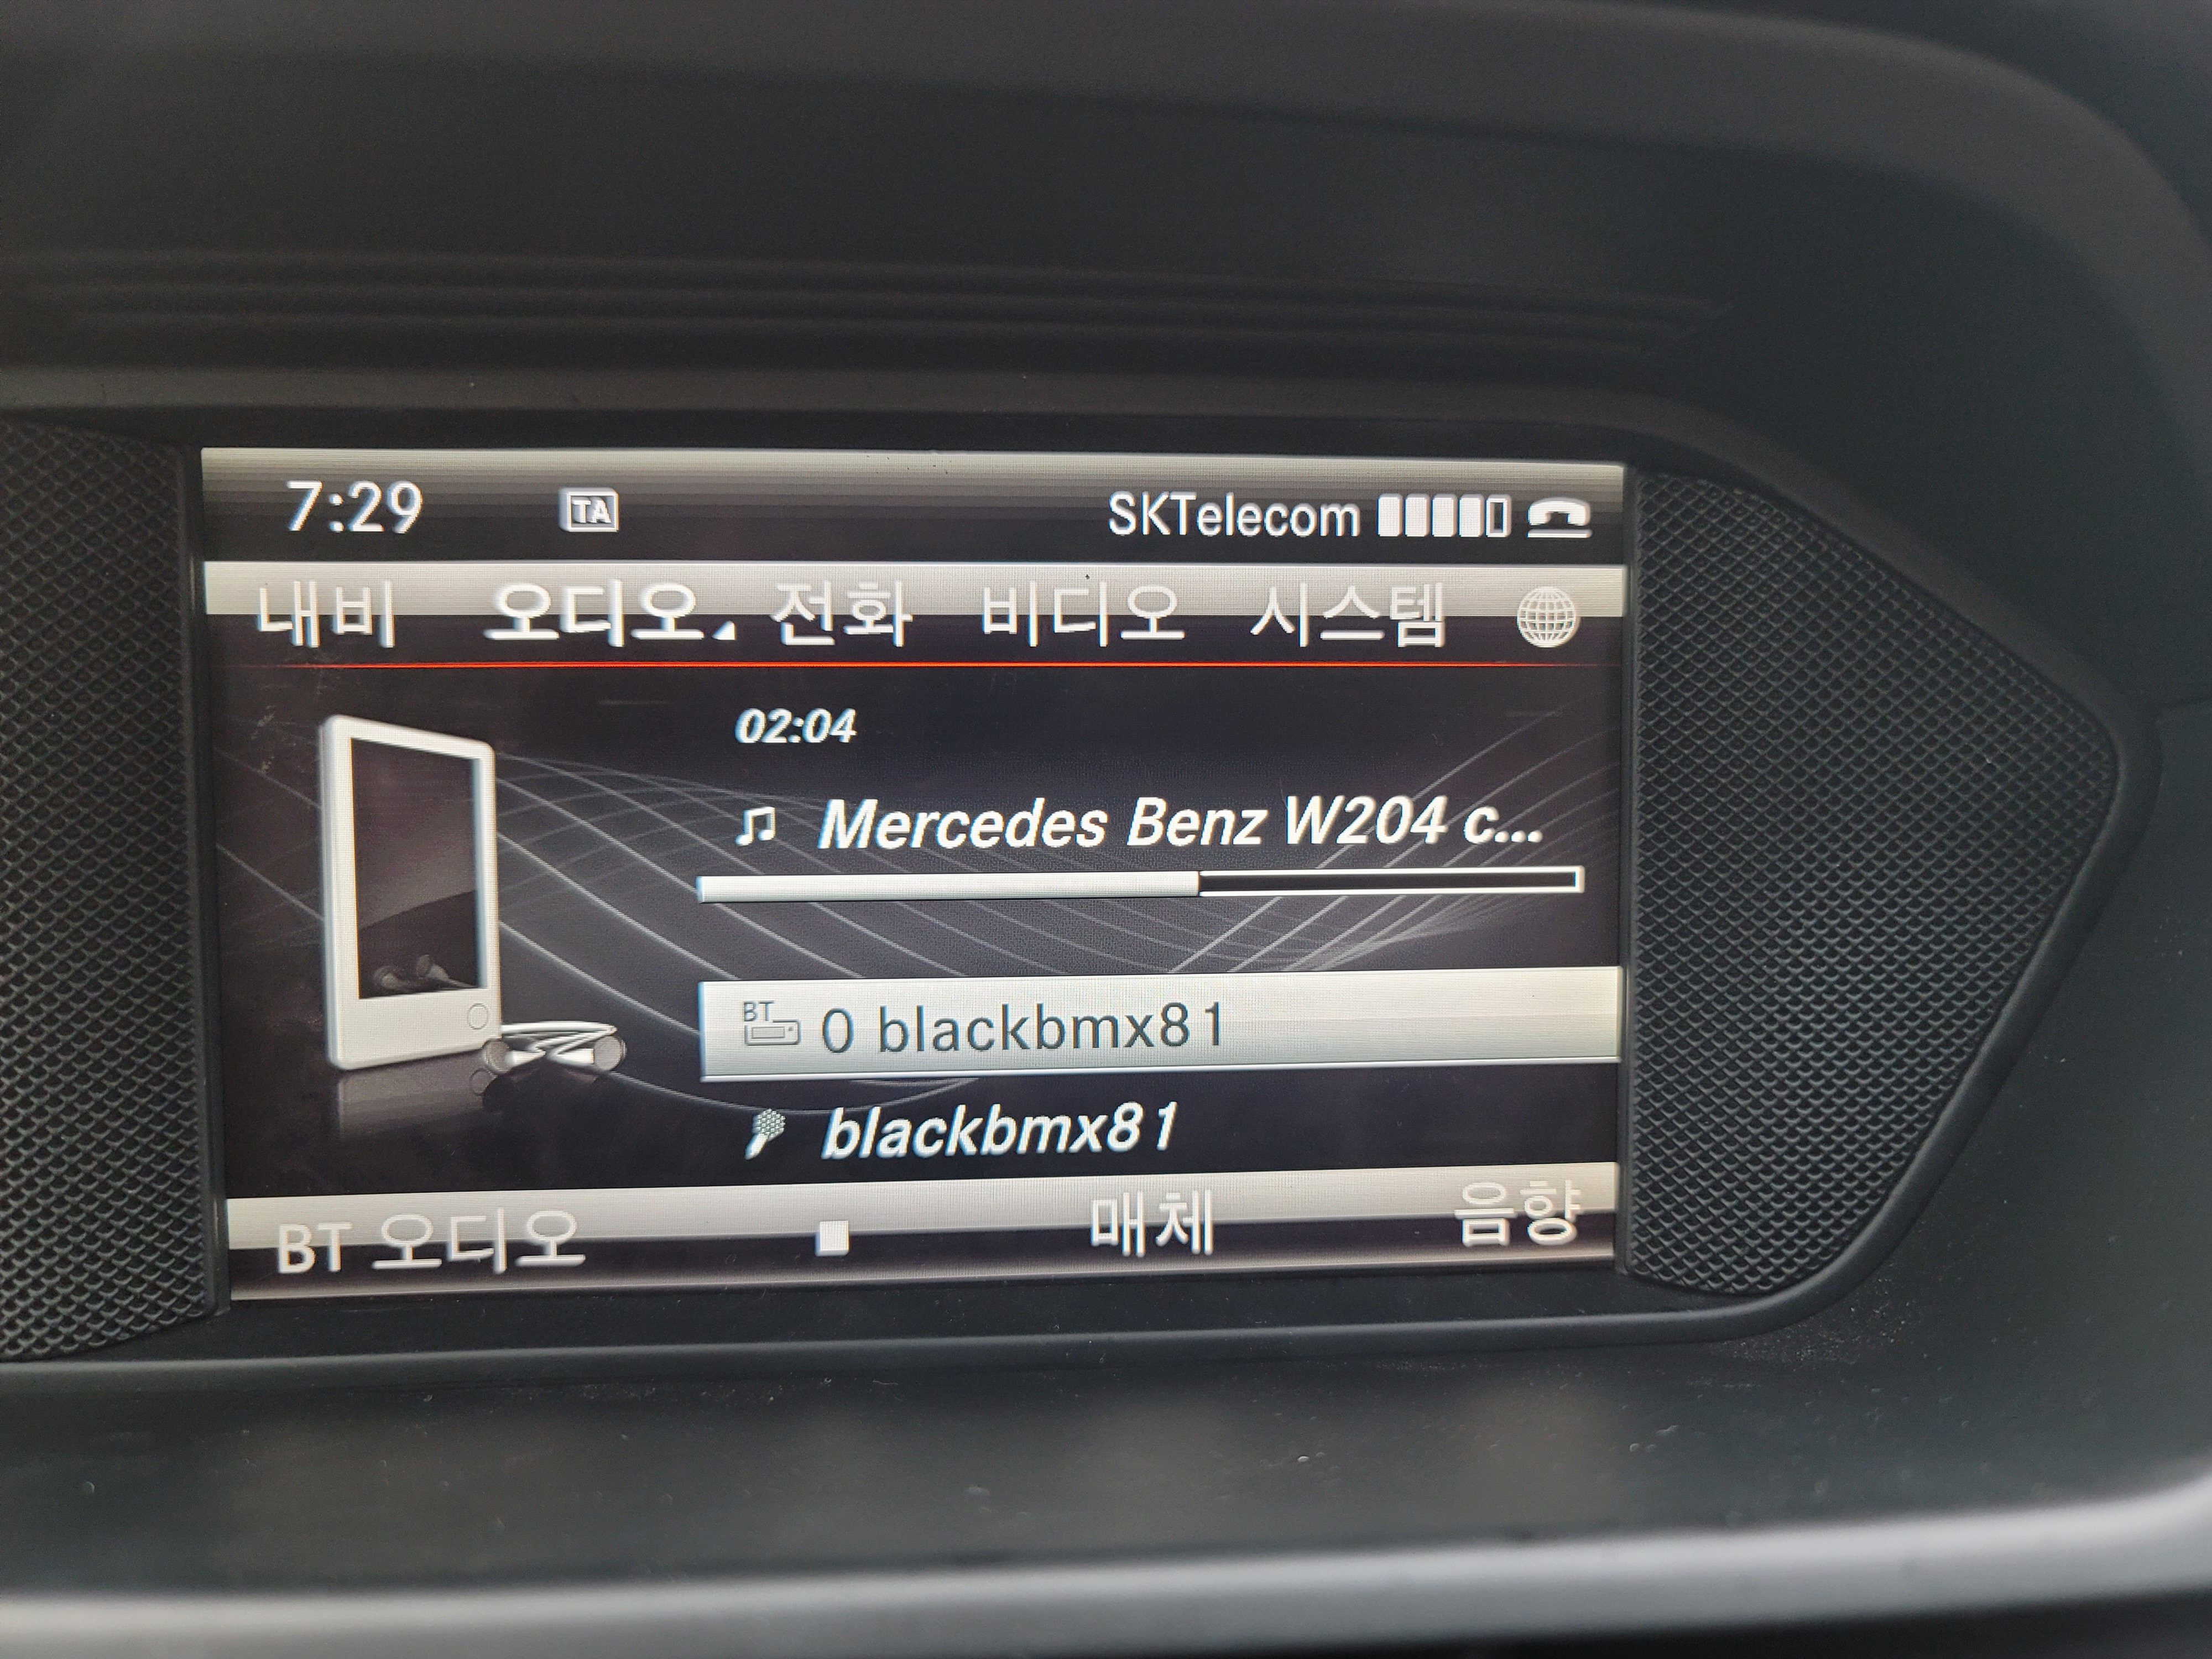 7:29 TA SKTelecom
내비 오디오 전화 비디오 시스템
02:04
Mercedes Benz W204 c...
BT 0 blackbmx81
blackbmx81
BT 오디오 매체 음향